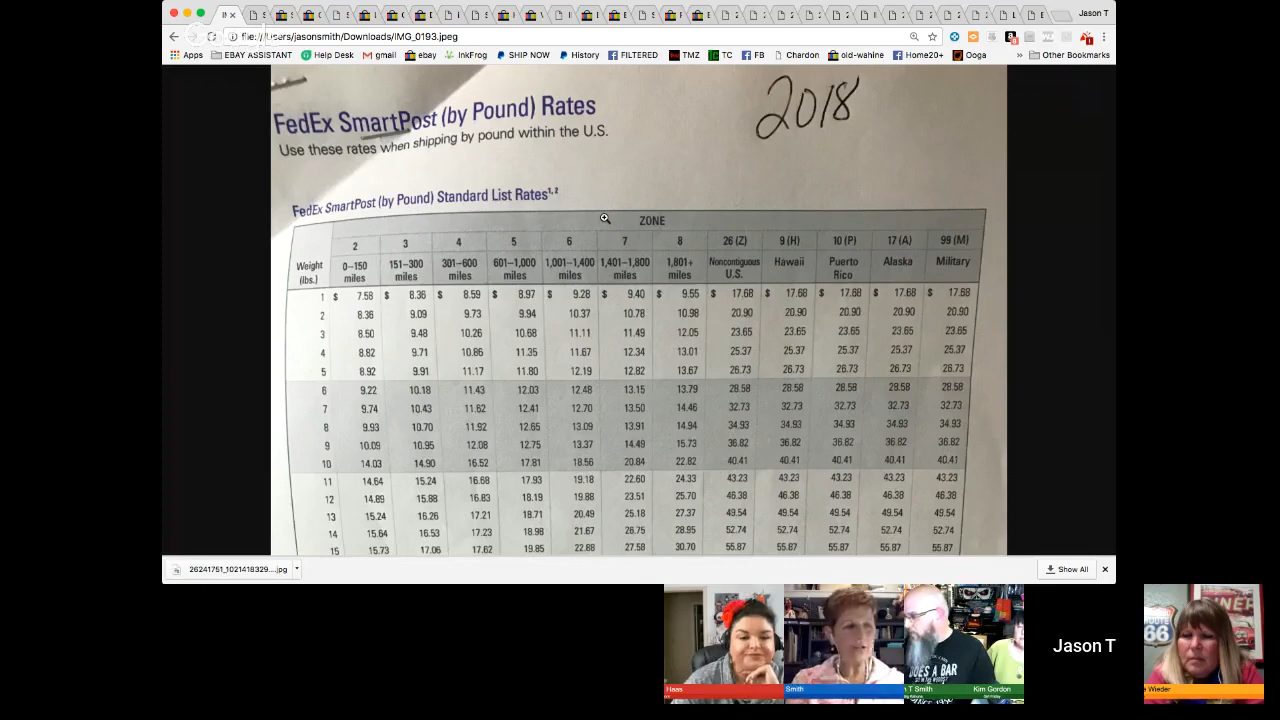 Jason T
file:///Users/jasonsmith/Downloads/IMG_0193.jpeg
Apps EBAY ASSISTANT Help Desk gmail ebay InkFrog SHIP NOW History FILTERED TMZ TC FB Chardon old-wahine Home20+ Ooga » Other Bookmarks
FedEx SmartPost (by Pound) Rates
2018
Use these rates when shipping by pound within the U.S.
FedEx SmartPost (by Pound) Standard List Rates1, 2
ZONE
2 3 4 5 6 7 8 26 (Z) 9 (H) 10 (P) 17 (A) 99 (M)
Weight 0–150 151–300 301–600 601–1,000 1,001–1,400 1,401–1,800 1,801+ Noncontiguous Hawaii Puerto Alaska Military
(lbs.) miles miles miles miles miles miles miles U.S. Rico
1 $ 7.58 $ 8.36 $ 8.59 $ 8.97 $ 9.28 $ 9.40 $ 9.55 $ 17.68 $ 17.68 $ 17.68 $ 17.68 $ 17.68
2 8.36 9.09 9.73 9.94 10.37 10.78 10.98 20.90 20.90 20.90 20.90 20.90
3 8.50 9.48 10.26 10.68 11.11 11.49 12.05 23.65 23.65 23.65 23.65 23.65
4 8.82 9.71 10.86 11.35 11.67 12.34 13.01 25.37 25.37 25.37 25.37 25.37
5 8.92 9.91 11.17 11.80 12.19 12.82 13.67 26.73 26.73 26.73 26.73 26.73
6 9.22 10.18 11.43 12.03 12.48 13.15 13.79 28.58 28.58 28.58 28.58 28.58
7 9.74 10.43 11.62 12.41 12.70 13.50 14.46 32.73 32.73 32.73 32.73 32.73
8 9.93 10.70 11.92 12.65 13.09 13.91 14.94 34.93 34.93 34.93 34.93 34.93
9 10.09 10.95 12.08 12.75 13.37 14.49 15.73 36.82 36.82 36.82 36.82 36.82
10 14.03 14.90 16.52 17.81 18.56 20.84 22.82 40.41 40.41 40.41 40.41 40.41
11 14.64 15.24 16.68 17.93 19.18 22.60 24.33 43.23 43.23 43.23 43.23 43.23
12 14.89 15.88 16.83 18.19 19.88 23.51 25.70 46.38 46.38 46.38 46.38 46.38
13 15.24 16.26 17.21 18.71 20.49 25.18 27.37 49.54 49.54 49.54 49.54 49.54
14 15.64 16.53 17.23 18.98 21.67 26.75 28.95 52.74 52.74 52.74 52.74 52.74
15 15.73 17.06 17.62 19.85 22.88 27.58 30.70 55.87 55.87 55.87 55.87 55.87
26241751_1021418329....jpg Show All
ROUTE
66
DOES A BAR
Jason T
Haas Smith T Smith Kim Gordon Wieder